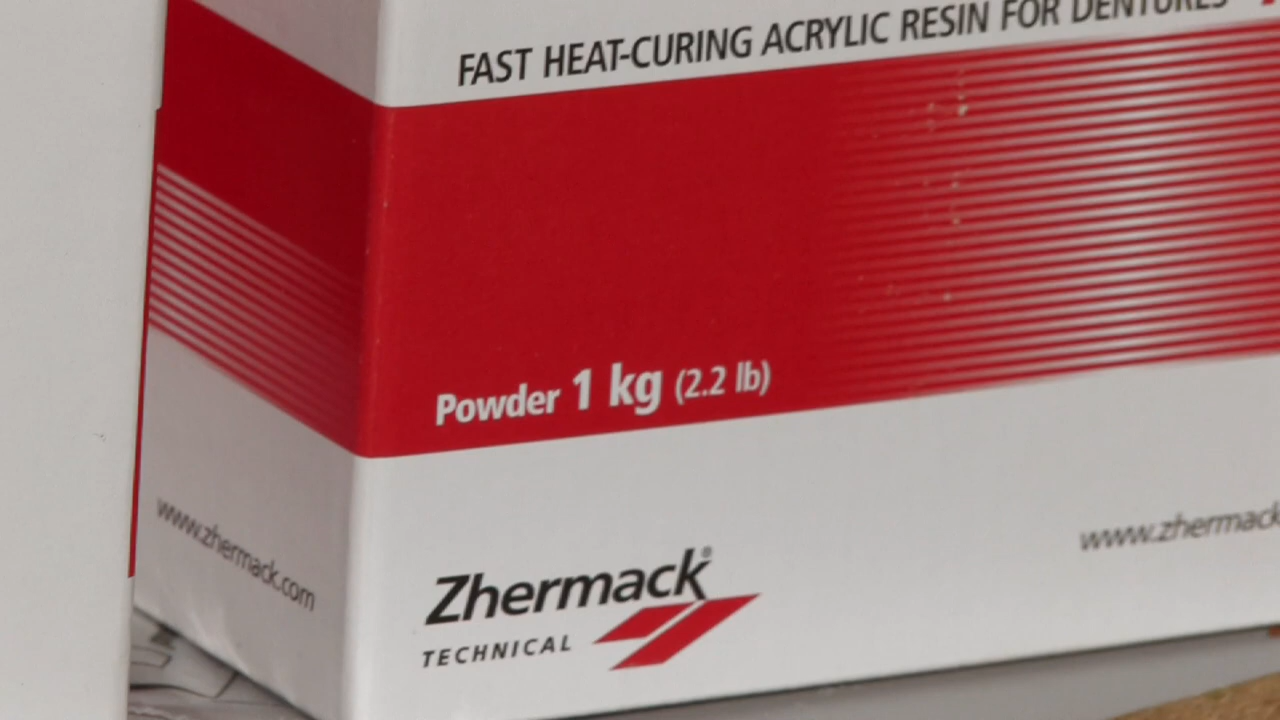 FAST HEAT-CURING ACRYLIC RESIN FOR DENTURES
Powder 1 kg (2.2 lb)
www.zhermack.com
www.zhermack
Zhermack®
TECHNICAL